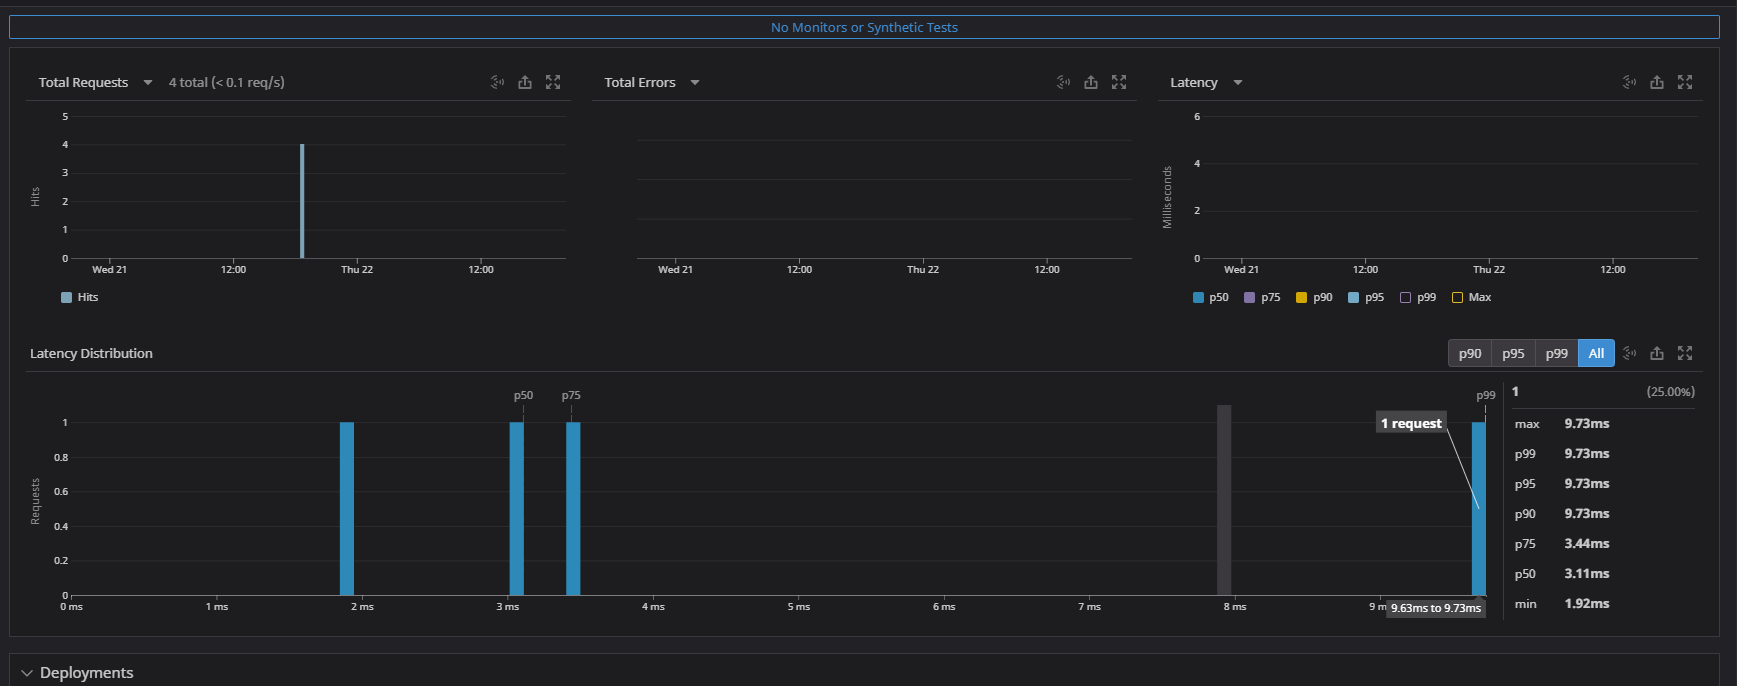 No Monitors or Synthetic Tests
Total Requests 4 total (< 0.1 req/s)
5
4
3
2
1
0
Hits
Wed 21 12:00 Thu 22 12:00
Hits
Total Errors
Wed 21 12:00 Thu 22 12:00
Latency
6
4
2
0
Milliseconds
Wed 21 12:00 Thu 22 12:00
p50 p75 p90 p95 p99 Max
Latency Distribution
p90 p95 p99 All
p50 p75 p99
1 request
1
0.8
0.6
0.4
0.2
0
Requests
0 ms 1 ms 2 ms 3 ms 4 ms 5 ms 6 ms 7 ms 8 ms 9 m
9.63ms to 9.73ms
1 (25.00%)
max 9.73ms
p99 9.73ms
p95 9.73ms
p90 9.73ms
p75 3.44ms
p50 3.11ms
min 1.92ms
Deployments